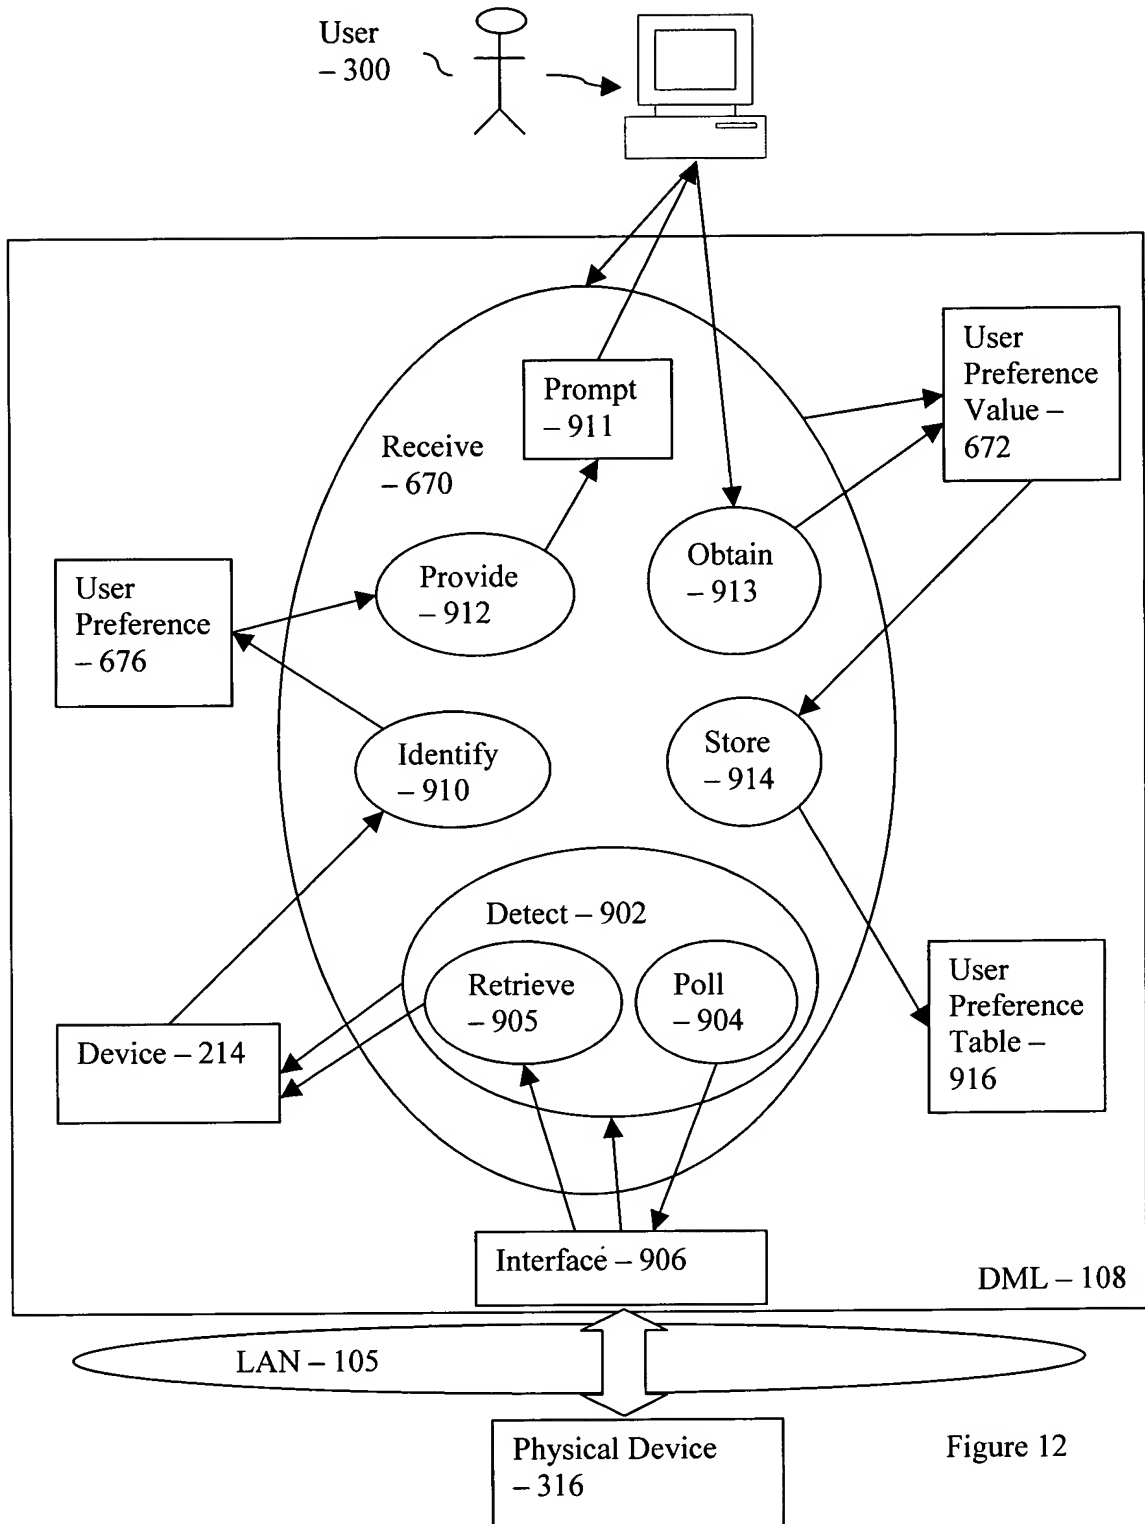 User
– 300
Prompt
– 911
User
Preference
Value –
672
Receive
– 670
Provide
– 912
Obtain
– 913
User
Preference
– 676
Identify
– 910
Store
– 914
Detect – 902
Retrieve
– 905
Poll
– 904
User
Preference
Table –
916
Device – 214
Interface – 906
DML – 108
LAN – 105
Physical Device
– 316
Figure 12